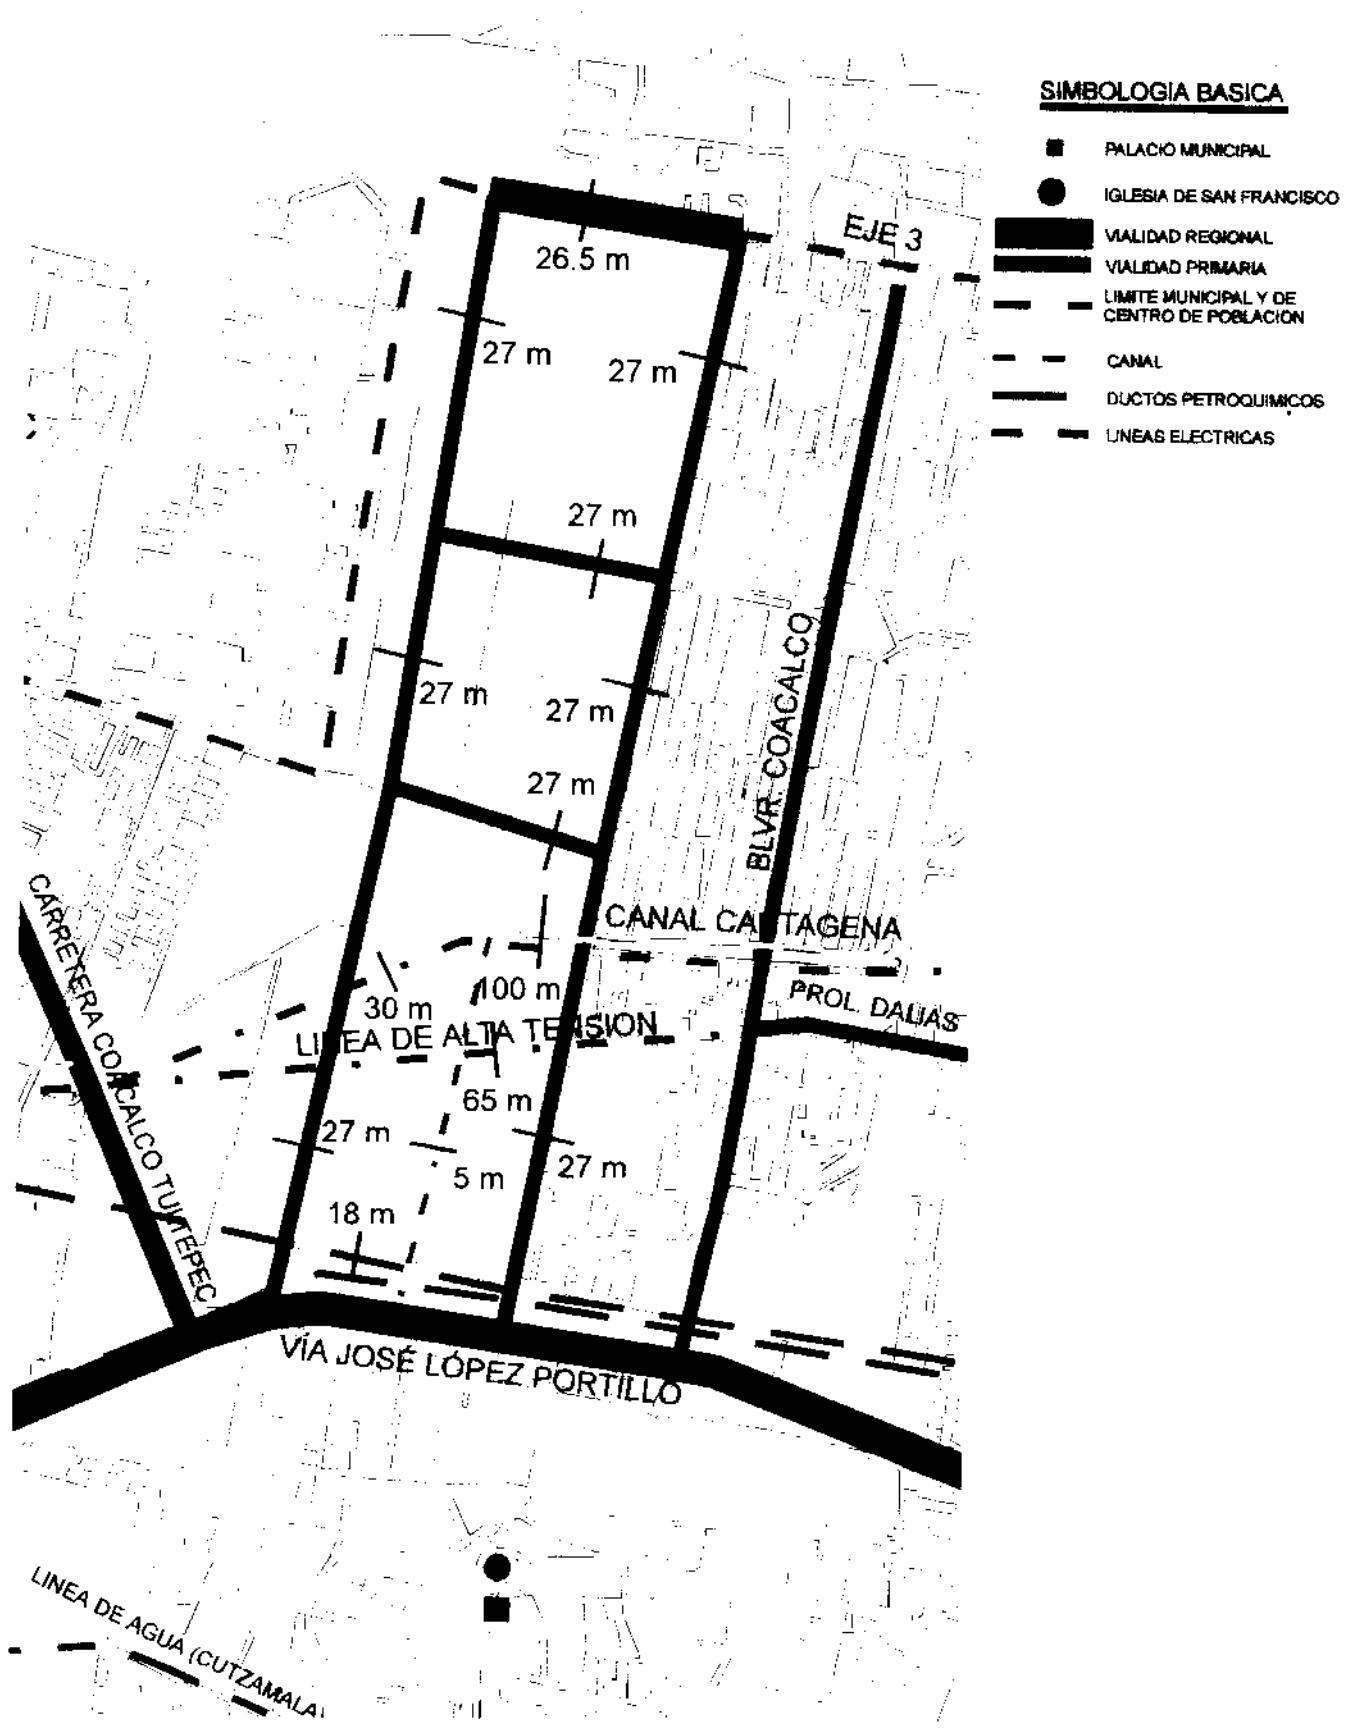 SIMBOLOGIA BASICA
PALACIO MUNICIPAL
IGLESIA DE SAN FRANCISCO
VIALIDAD REGIONAL
VIALIDAD PRIMARIA
LIMITE MUNICIPAL Y DE
CENTRO DE POBLACION
CANAL
DUCTOS PETROQUIMICOS
LINEAS ELECTRICAS
EJE 3
26.5 m
27 m
27 m
27 m
27 m
27 m
27 m
BLVR. COACALCO
CANAL CARTAGENA
CARRETERA COACALCO TULTEPEC
30 m
100 m
PROL. DALIAS
LINEA DE ALTA TENSION
65 m
27 m
5 m
27 m
18 m
VÍA JOSÉ LÓPEZ PORTILLO
LINEA DE AGUA (CUTZAMALA)